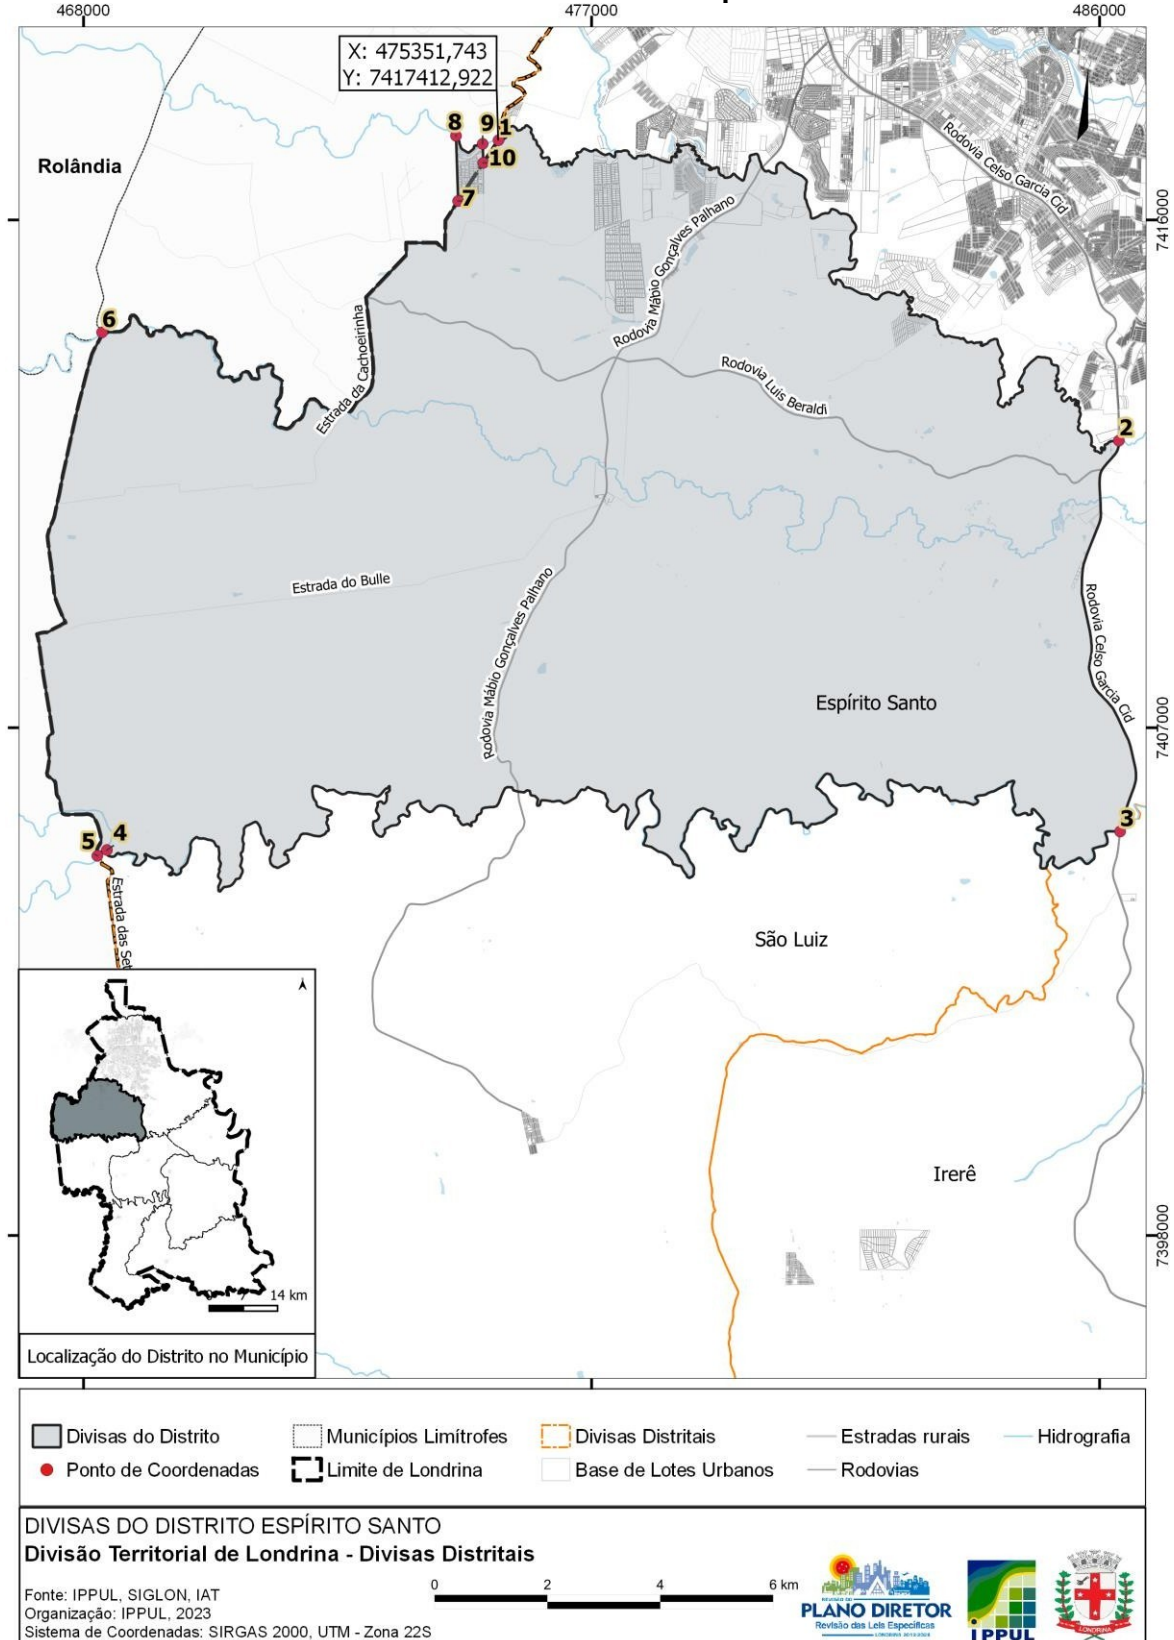 468000
477000
486000
X: 475351,743
Y: 7417412,922
8
9
1
10
7
Rolândia
Rodovia Celso Garcia Cid
7416000
Rodovia Mábio Gonçalves Palhano
6
Estrada da Cachoeirinha
Rodovia Luis Beraldi
2
Estrada do Bulle
Rodovia Mábio Gonçalves Palhano
Rodovia Celso Garcia Cid
Espírito Santo
7407000
3
4
5
Estrada das Set
São Luiz
Irerê
7398000
7 14 km
Localização do Distrito no Município
Divisas do Distrito
Municípios Limítrofes
Divisas Distritais
Estradas rurais
Hidrografia
Ponto de Coordenadas
Limite de Londrina
Base de Lotes Urbanos
Rodovias
DIVISAS DO DISTRITO ESPÍRITO SANTO
Divisão Territorial de Londrina - Divisas Distritais
Fonte: IPPUL, SIGLON, IAT
Organização: IPPUL, 2023
Sistema de Coordenadas: SIRGAS 2000, UTM - Zona 22S
0 2 4 6 km
PLANO DIRETOR
Revisão das Leis Específicas
IPPUL
LONDRINA